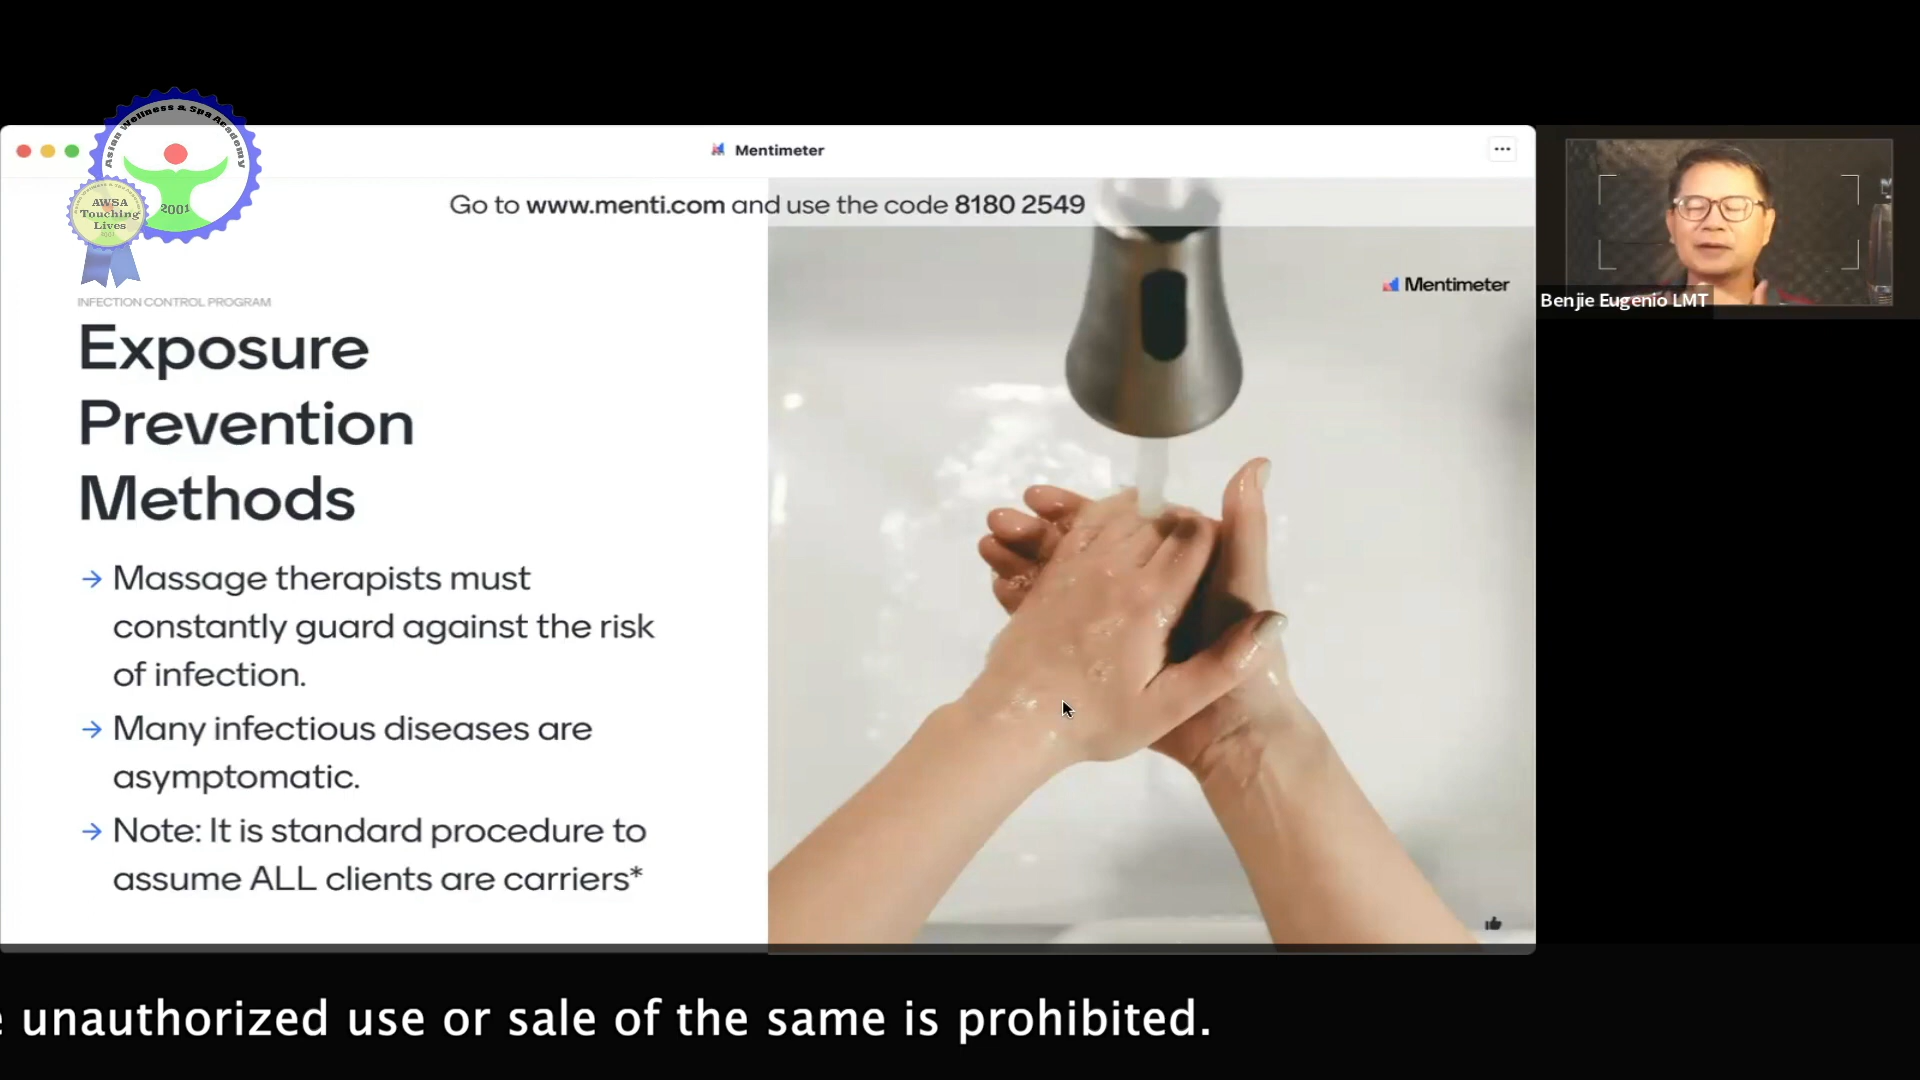 Asian Wellness & Spa Academy
2001
AWSA
Touching
Lives
2001
Mentimeter
Go to www.menti.com and use the code 8180 2549
Mentimeter
Benjie Eugenio LMT
INFECTION CONTROL PROGRAM
Exposure
Prevention
Methods
→ Massage therapists must
constantly guard against the risk
of infection.
→ Many infectious diseases are
asymptomatic.
→ Note: It is standard procedure to
assume ALL clients are carriers*
unauthorized use or sale of the same is prohibited.